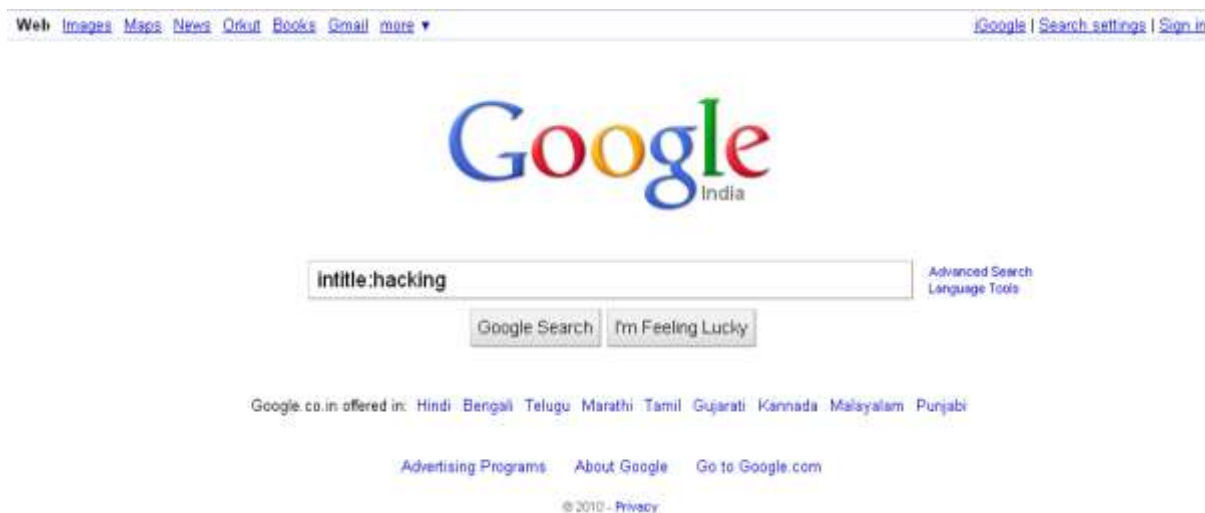 Web Images Maps News Orkut Books Gmail more ▼
iGoogle | Search settings | Sign in
Google
India
intitle:hacking
Advanced Search
Language Tools
Google Search I'm Feeling Lucky
Google.co.in offered in: Hindi Bengali Telugu Marathi Tamil Gujarati Kannada Malayalam Punjabi
Advertising Programs About Google Go to Google.com
© 2010 - Privacy